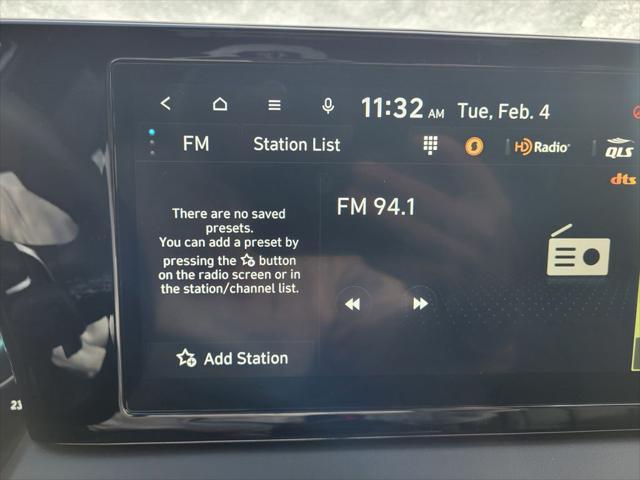 11:32 AM Tue, Feb. 4
FM Station List HD Radio QLS
dts
There are no saved
presets.
You can add a preset by
pressing the button
on the radio screen or in
the station/channel list.
FM 94.1
Add Station
23